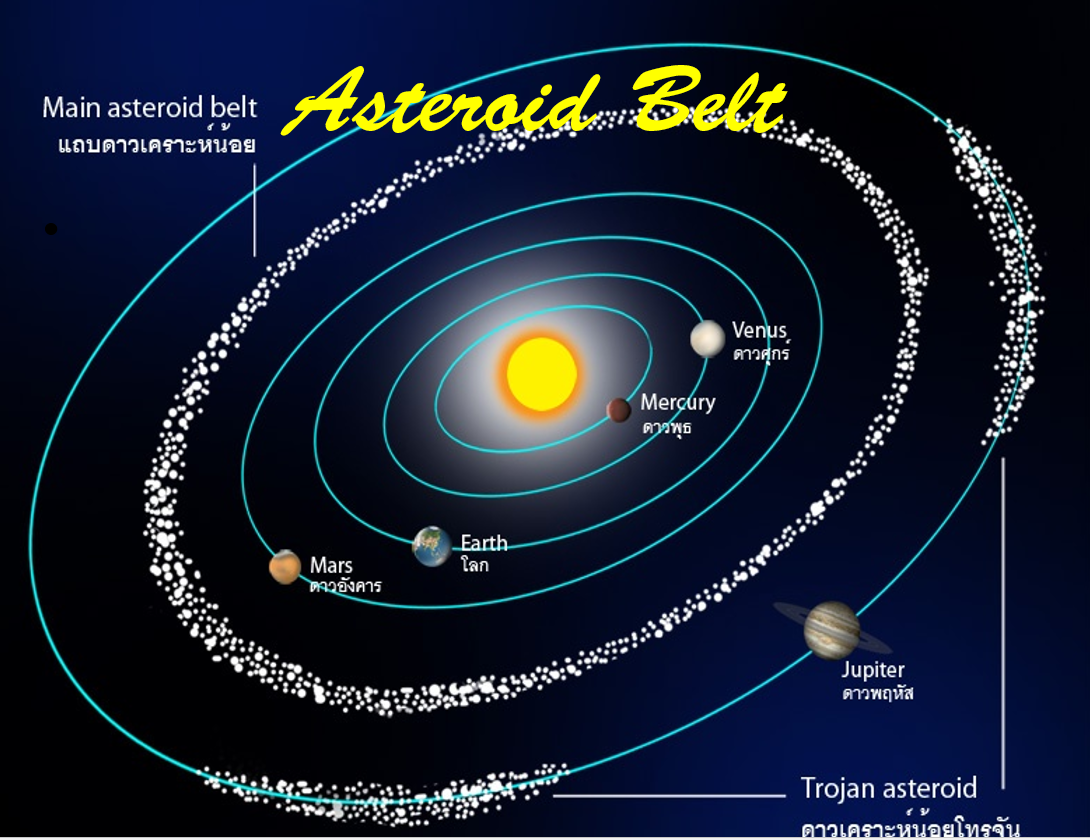 Asteroid Belt
Main asteroid belt
แถบดาวเคราะห์น้อย
Venus
ดาวศุกร์
Mercury
ดาวพุธ
Earth
โลก
Mars
ดาวอังคาร
Jupiter
ดาวพฤหัส
Trojan asteroid
ดาวเคราะห์น้อยโทรจัน